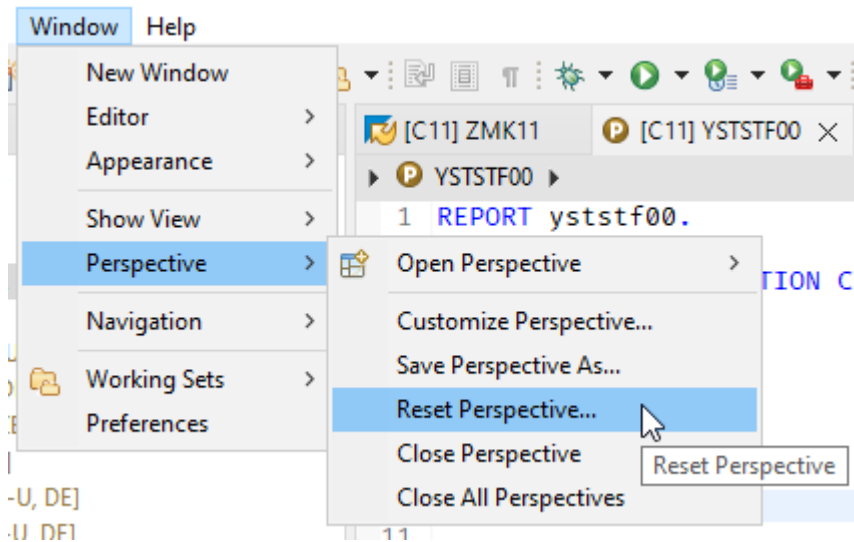 Window Help
New Window
Editor
Appearance
Show View
Perspective
Navigation
Working Sets
Preferences
[C11] ZMK11
[C11] YSTSTF00
YSTSTF00
1 REPORT yststf00.
TION C
Open Perspective
Customize Perspective...
Save Perspective As...
Reset Perspective...
Close Perspective
Close All Perspectives
Reset Perspective
-U, DE]
-U, DE]
11